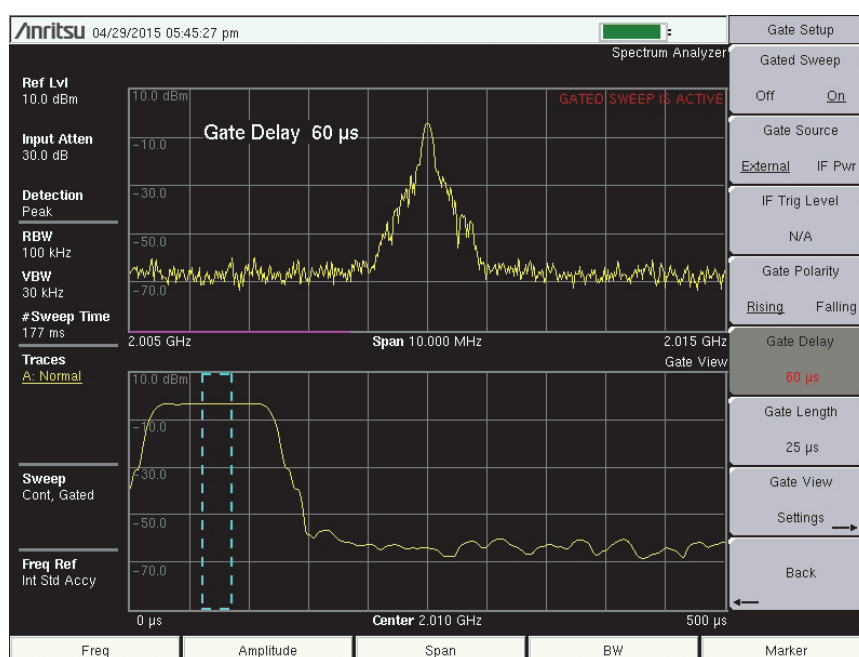 Anritsu 04/29/2015 05:45:27 pm
Spectrum Analyzer
Ref Lvl
10.0 dBm
Input Atten
30.0 dB
Detection
Peak
RBW
100 kHz
VBW
30 kHz
#Sweep Time
177 ms
Traces
A: Normal
Sweep
Cont, Gated
Freq Ref
Int Std Accy
10.0 dBm
GATED SWEEP IS ACTIVE
Gate Delay 60 µs
-10.0
-30.0
-50.0
-70.0
2.005 GHz Span 10.000 MHz 2.015 GHz
Gate View
10.0 dBm
-10.0
-30.0
-50.0
-70.0
0 µs Center 2.010 GHz 500 µs
Gate Setup
Gated Sweep
Off On
Gate Source
External IF Pwr
IF Trig Level
N/A
Gate Polarity
Rising Falling
Gate Delay
60 µs
Gate Length
25 µs
Gate View
Settings
Back
Freq Amplitude Span BW Marker